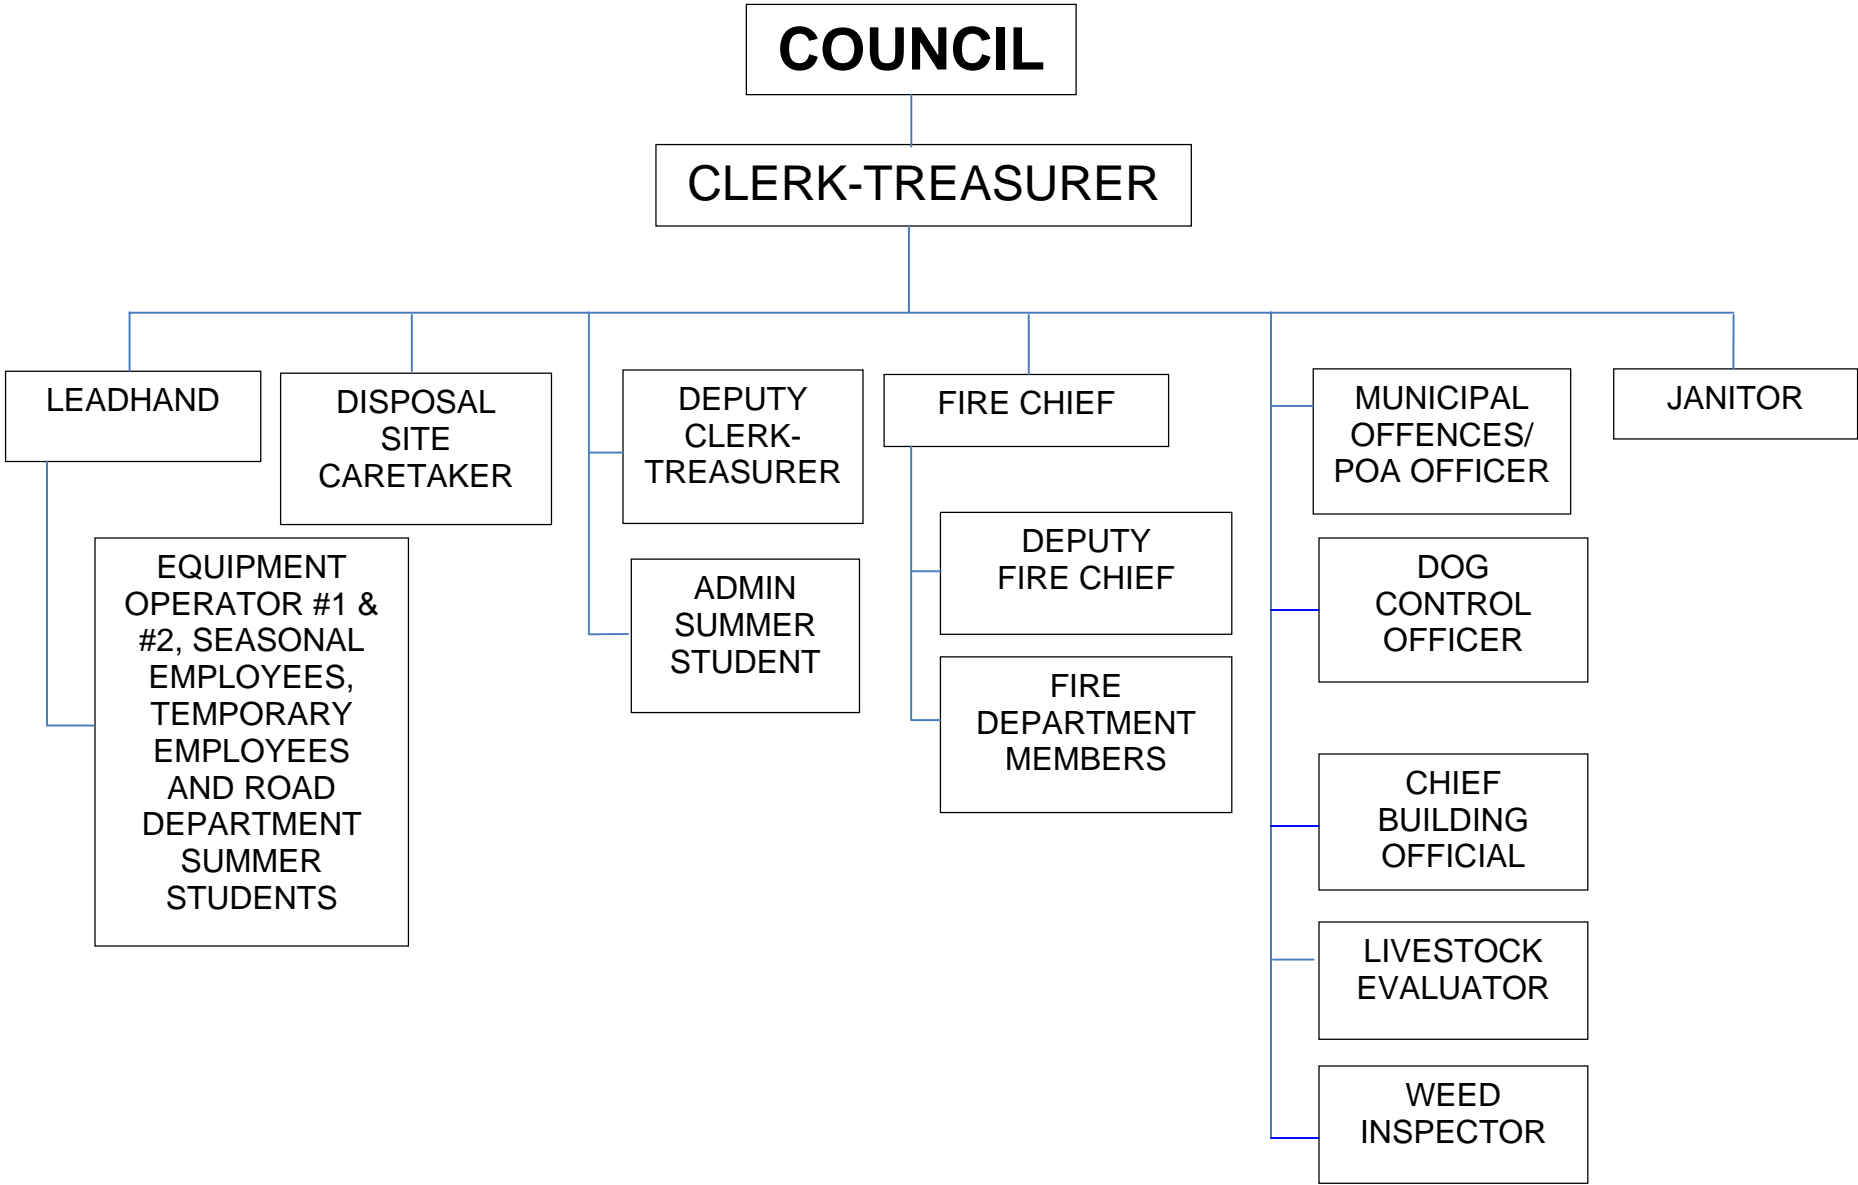 COUNCIL
CLERK-TREASURER
LEADHAND
DISPOSAL
SITE
CARETAKER
DEPUTY
CLERK-
TREASURER
FIRE CHIEF
MUNICIPAL
OFFENCES/
POA OFFICER
JANITOR
EQUIPMENT
OPERATOR #1 &
#2, SEASONAL
EMPLOYEES,
TEMPORARY
EMPLOYEES
AND ROAD
DEPARTMENT
SUMMER
STUDENTS
ADMIN
SUMMER
STUDENT
DEPUTY
FIRE CHIEF
FIRE
DEPARTMENT
MEMBERS
DOG
CONTROL
OFFICER
CHIEF
BUILDING
OFFICIAL
LIVESTOCK
EVALUATOR
WEED
INSPECTOR